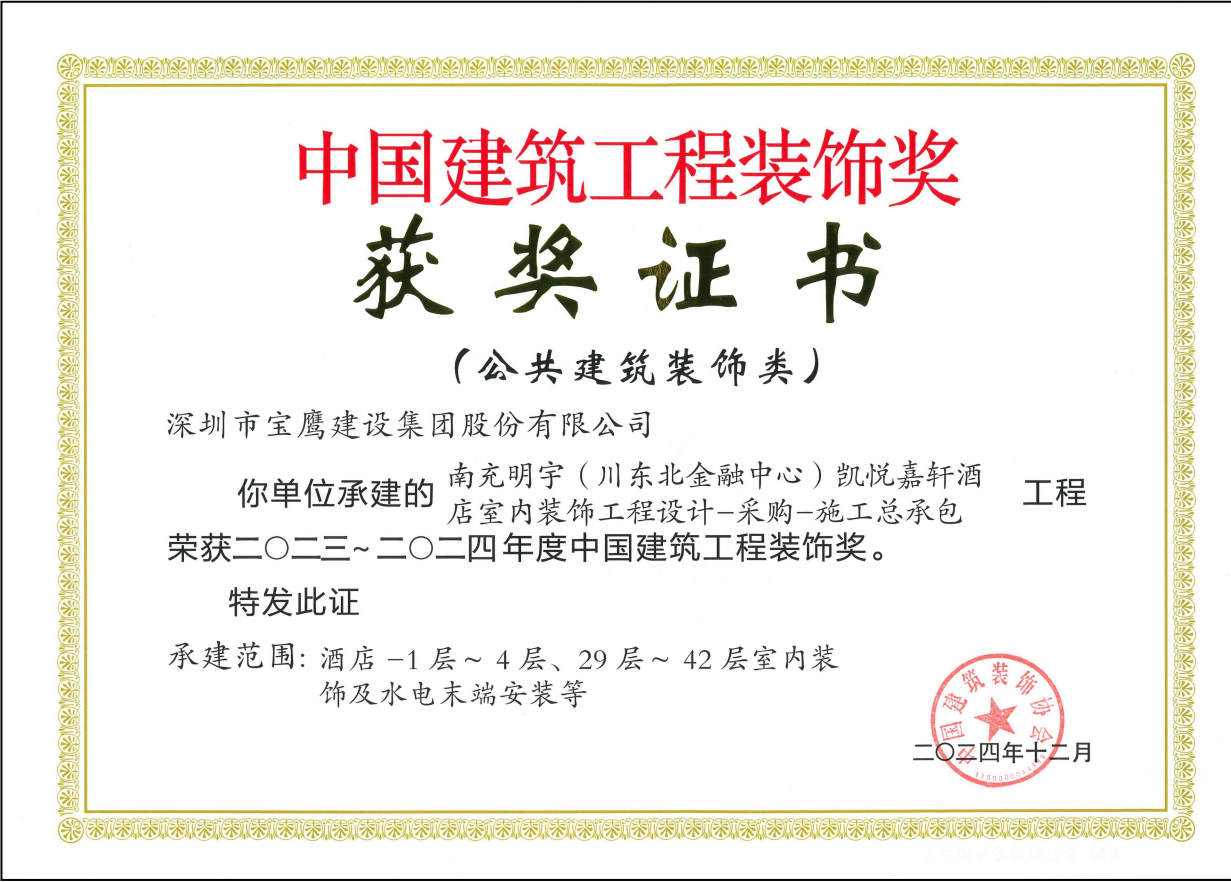 中国建筑工程装饰奖
获奖证书
（公共建筑装饰类）
深圳市宝鹰建设集团股份有限公司
你单位承建的 南充明宇（川东北金融中心）凯悦嘉轩酒
店室内装饰工程设计-采购-施工总承包 工程
荣获二〇二三~二〇二四年度中国建筑工程装饰奖。
特发此证
承建范围: 酒店 -1 层~ 4 层、29 层~ 42 层室内装
饰及水电末端安装等
中国建筑装饰协会
二〇二四年十二月